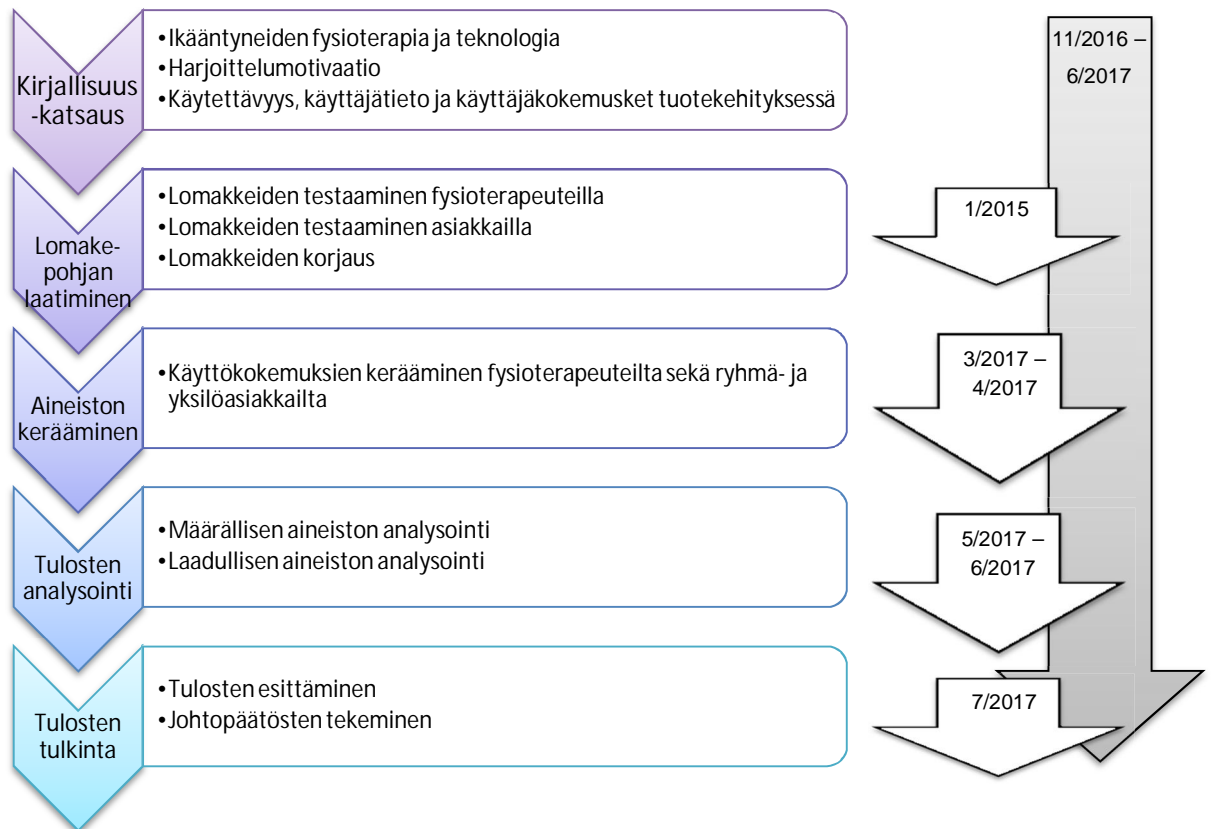 Kirjallisuus
-katsaus
•Ikääntyneiden fysioterapia ja teknologia
•Harjoittelumotivaatio
•Käytettävyys, käyttäjätieto ja käyttäjäkokemusket tuotekehityksessä
11/2016 –
6/2017
Lomake-
pohjan
laatiminen
•Lomakkeiden testaaminen fysioterapeuteilla
•Lomakkeiden testaaminen asiakkailla
•Lomakkeiden korjaus
1/2015
Aineiston
kerääminen
•Käyttökokemuksien kerääminen fysioterapeuteilta sekä ryhmä- ja
yksilöasiakkailta
3/2017 –
4/2017
Tulosten
analysointi
•Määrällisen aineiston analysointi
•Laadullisen aineiston analysointi
5/2017 –
6/2017
Tulosten
tulkinta
•Tulosten esittäminen
•Johtopäätösten tekeminen
7/2017